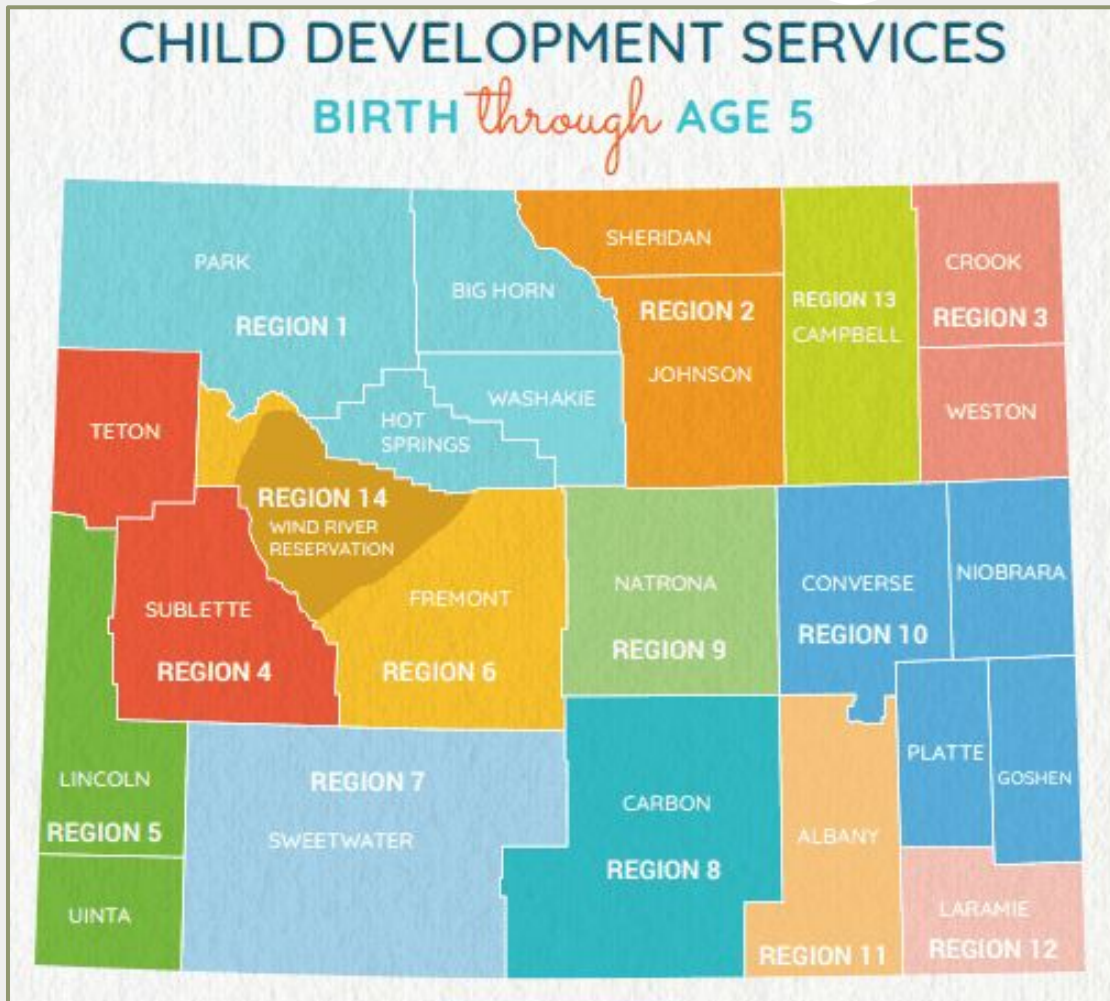 CHILD DEVELOPMENT SERVICES
BIRTH through AGE 5
PARK
REGION 1
BIG HORN
WASHAKIE
HOT
SPRINGS
SHERIDAN
REGION 2
JOHNSON
REGION 13
CAMPBELL
CROOK
REGION 3
WESTON
TETON
REGION 14
WIND RIVER
RESERVATION
SUBLETTE
REGION 4
FREMONT
REGION 6
NATRONA
REGION 9
CONVERSE
REGION 10
NIOBRARA
PLATTE
GOSHEN
LINCOLN
REGION 5
UINTA
REGION 7
SWEETWATER
CARBON
REGION 8
ALBANY
REGION 11
LARAMIE
REGION 12